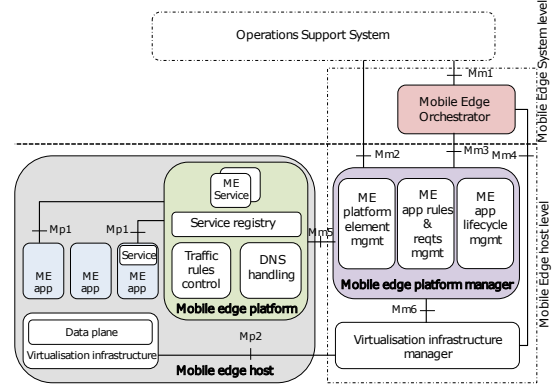 Operations Support System
Mobile Edge System level
Mm1
Mobile Edge
Orchestrator
Mm2
Mm3
Mm4
ME
Service
Service registry
Traffic
rules
control
DNS
handling
Mobile edge platform
Mp1
Mp1
ME
app
ME
app
Service
ME
app
Data plane
Virtualisation infrastructure
Mobile edge host
Mm5
ME
platform
element
mgmt
ME
app rules
&
reqts
mgmt
ME
app
lifecycle
mgmt
Mobile edge platform manager
Mobile Edge host level
Mm6
Mp2
Virtualisation infrastructure
manager